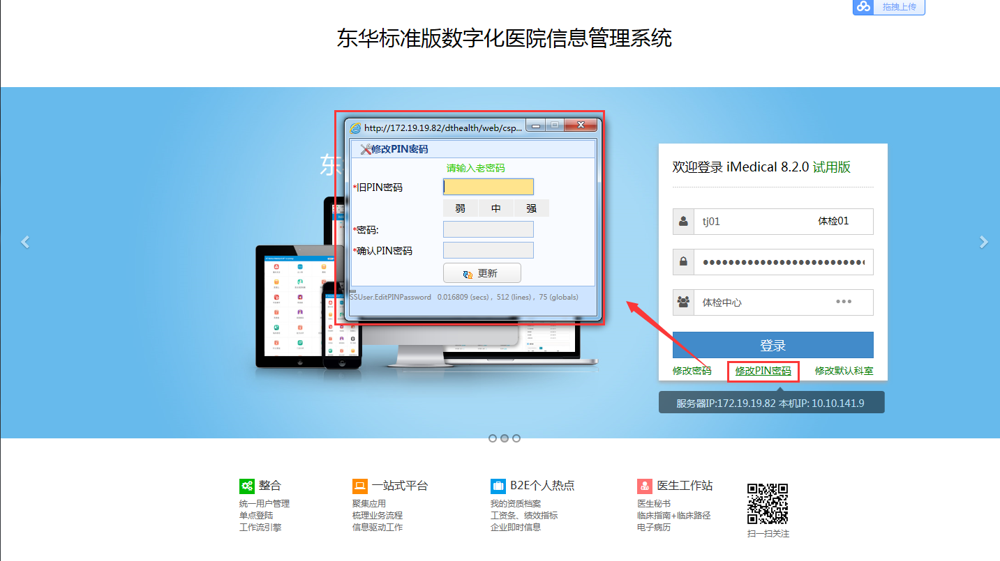 拖拽上传
东华标准版数字化医院信息管理系统
东
http://172.19.19.82/dthealth/web/csp...
修改PIN密码
请输入老密码
*旧PIN密码
弱 中 强
*密码:
*确认PIN密码
更新
SSUser.EditPINPassword 0.016809 (secs) , 512 (lines) , 75 (globals)
欢迎登录 iMedical 8.2.0 试用版
tj01 体检01
体检中心
登录
修改密码 修改PIN密码 修改默认科室
服务器IP:172.19.19.82 本机IP: 10.10.141.9
整合
统一用户管理
单点登陆
工作流引擎
一站式平台
聚集应用
梳理业务流程
信息驱动工作
B2E个人热点
我的资质档案
工资条、绩效指标
企业即时信息
医生工作站
医生秘书
临床指南+临床路径
电子病历
扫一扫关注